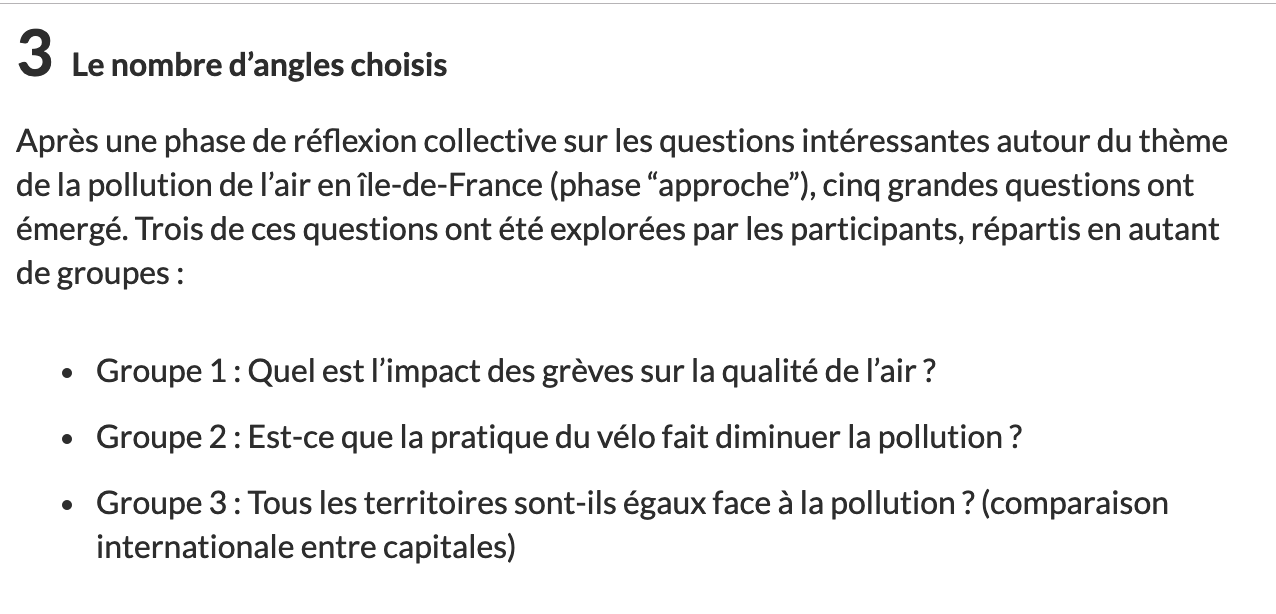 3 Le nombre d’angles choisis
Après une phase de réflexion collective sur les questions intéressantes autour du thème
de la pollution de l’air en île-de-France (phase “approche”), cinq grandes questions ont
émergé. Trois de ces questions ont été explorées par les participants, répartis en autant
de groupes :
• Groupe 1 : Quel est l’impact des grèves sur la qualité de l’air ?
• Groupe 2 : Est-ce que la pratique du vélo fait diminuer la pollution ?
• Groupe 3 : Tous les territoires sont-ils égaux face à la pollution ? (comparaison
internationale entre capitales)